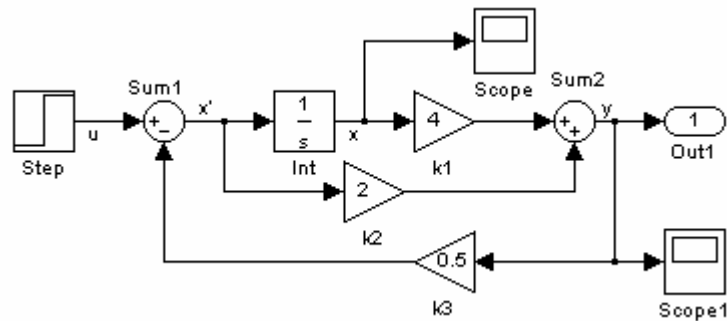 Scope
Sum1
Sum2
+
−
x'
1
s
x
4
+
+
y
1
u
Step
Int
k1
Out1
2
k2
0.5
k3
Scope1